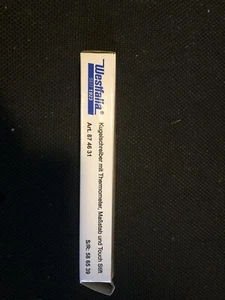 Westfalia®
Kugelschreiber mit Thermometer, Maßstab und Touch Stift
Art. 87 46 31
S/R: 58 65 39